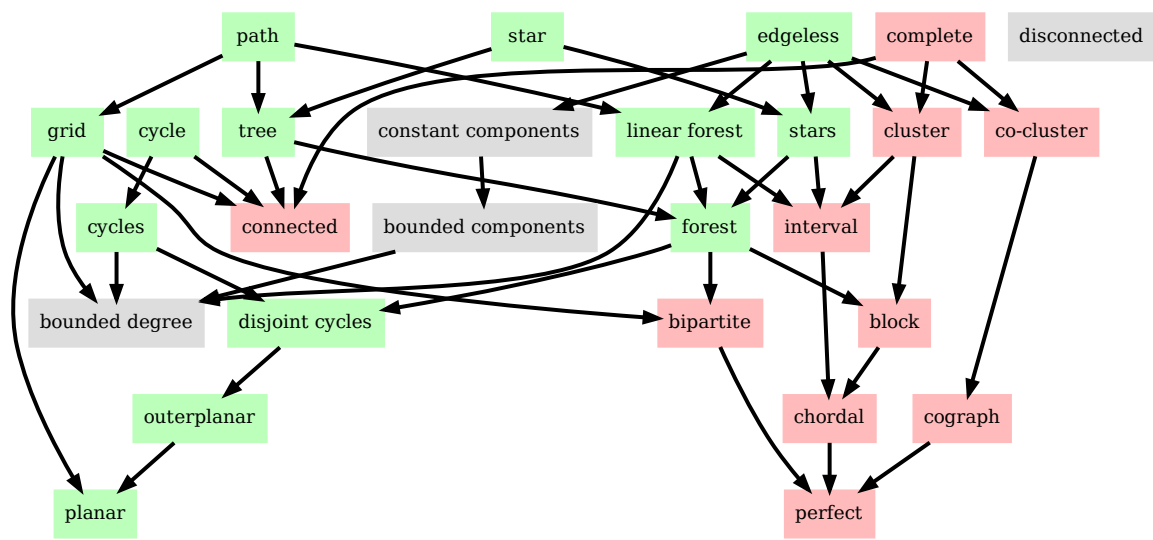 path
star
edgeless
complete
disconnected
grid
cycle
tree
constant components
linear forest
stars
cluster
co-cluster
cycles
connected
bounded components
forest
interval
bounded degree
disjoint cycles
bipartite
block
outerplanar
chordal
cograph
planar
perfect